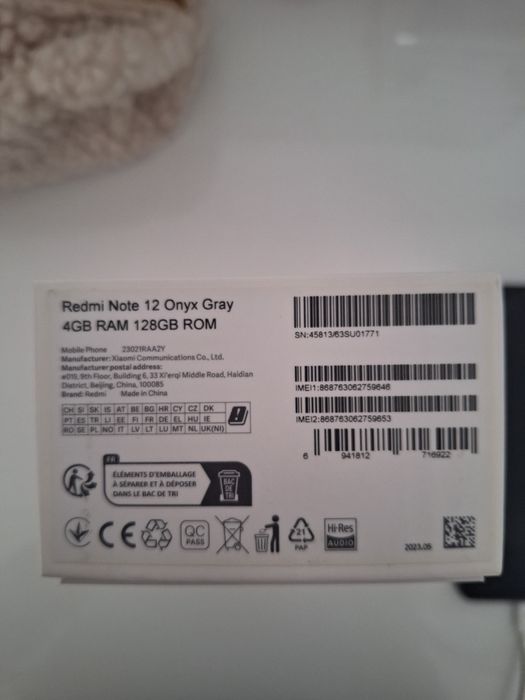 Redmi Note 12 Onyx Gray
4GB RAM 128GB ROM
Mobile Phone 23021RAA2Y
Manufacturer: Xiaomi Communications Co., Ltd.
Manufacturer postal address:
#019, 9th Floor, Building 6, 33 Xi'erqi Middle Road, Haidian
District, Beijing, China, 100085
Brand: Redmi Made in China
CH SI SK IS AT BE BG HR CY CZ DK
PT ES TR LI EE FI FR DE EL HU IE
RO SE PL NO IT LV LT LU MT NL UK(NI)
FR
ÉLÉMENTS D'EMBALLAGE
À SÉPARER ET À DÉPOSER
DANS LE BAC DE TRI
BAC
DE
TRI
CE
QC
PASS
21
PAP
Hi-Res
AUDIO
SN:45813/63SU01771
IMEI1:868763062759646
IMEI2:868763062759653
6 941812 716922
2023.05